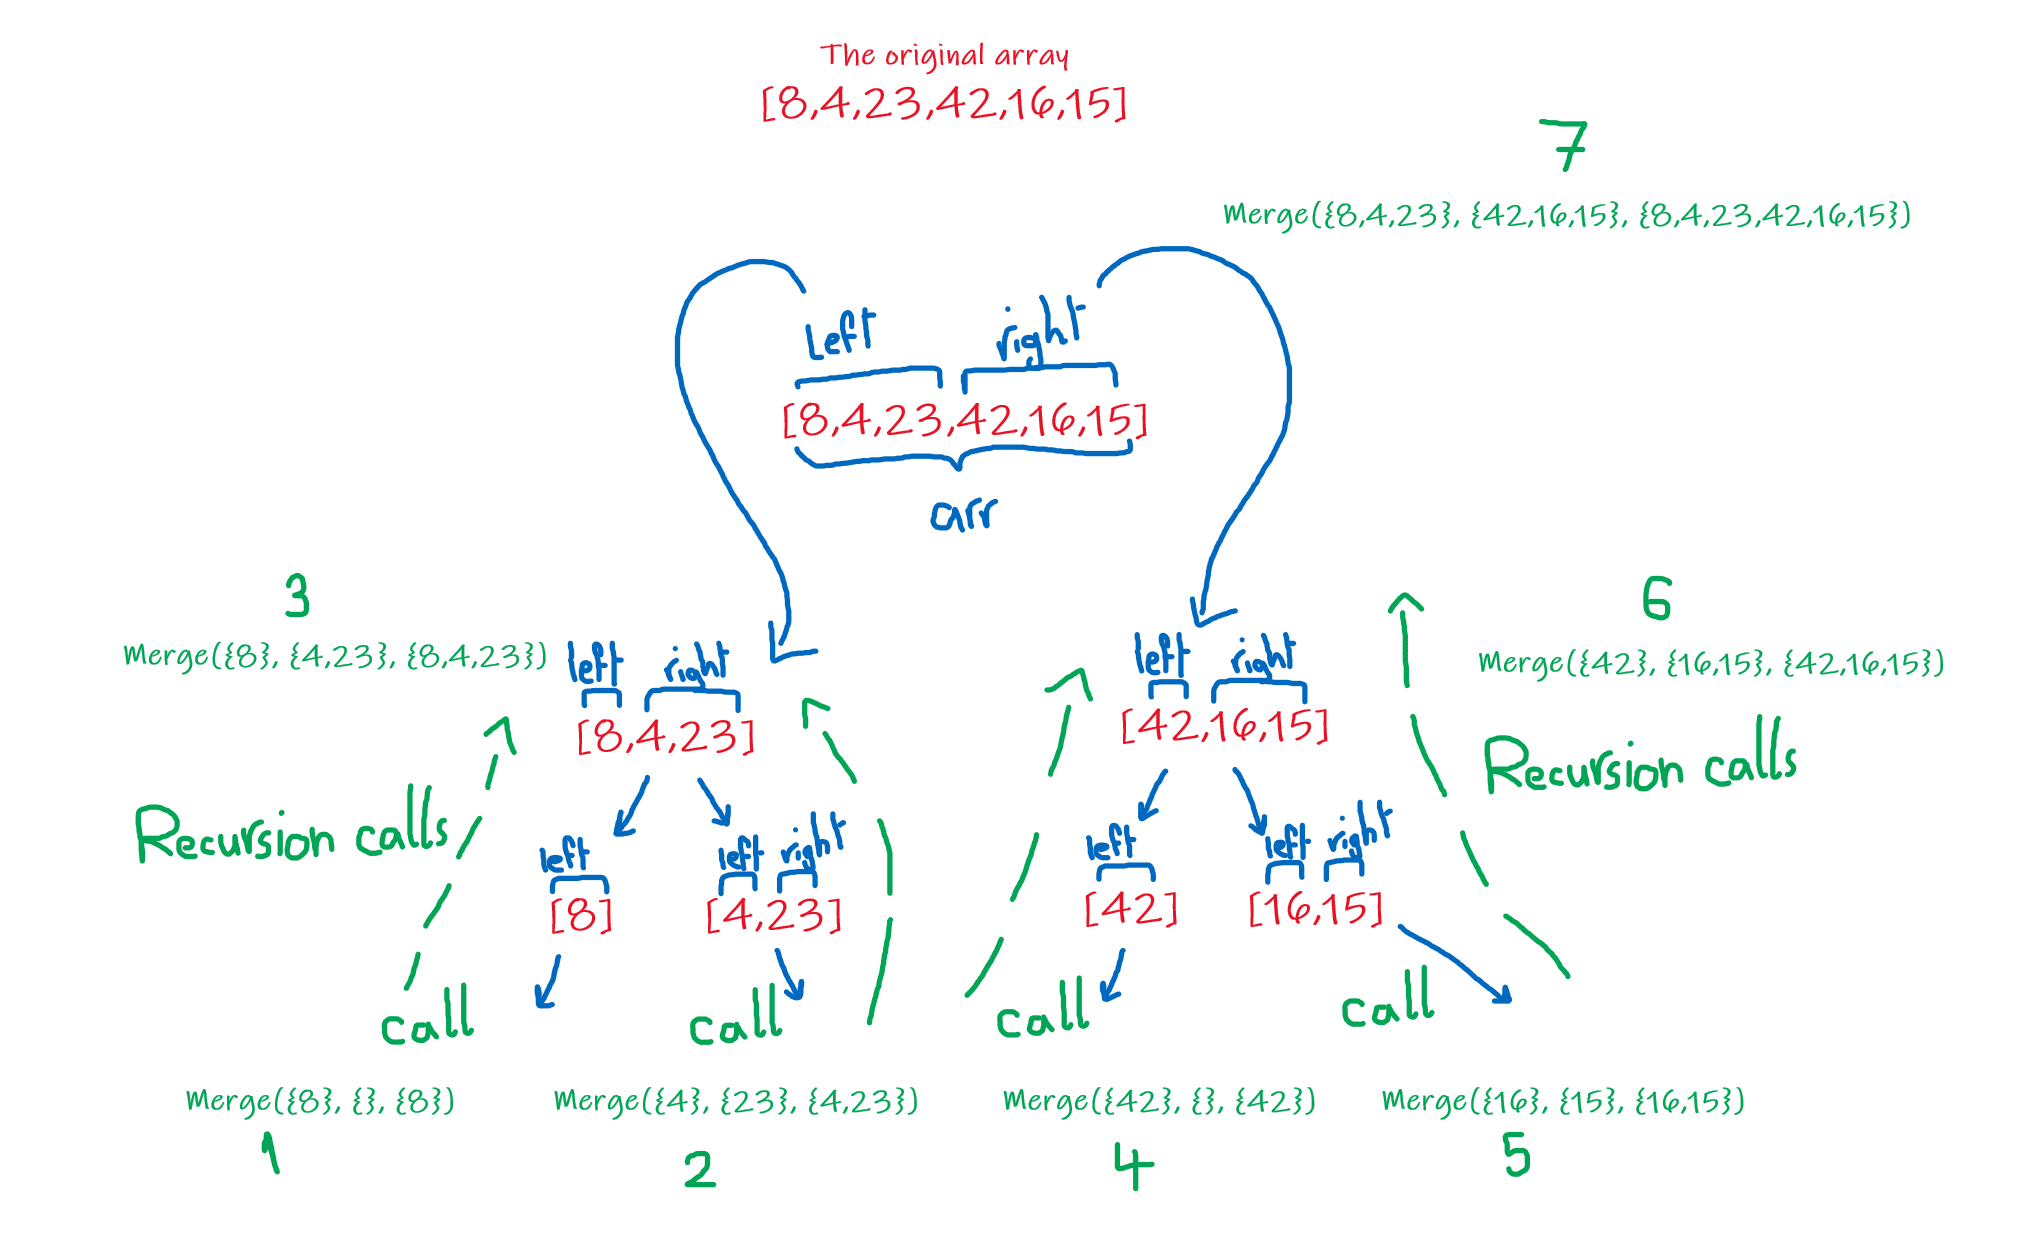 The original array
[8,4,23,42,16,15]
7
Merge({8,4,23}, {42,16,15}, {8,4,23,42,16,15})
left right
[8,4,23,42,16,15]
arr
3
Merge({8}, {4,23}, {8,4,23})
left right
[8,4,23]
left right
[42,16,15]
6
Merge({42}, {16,15}, {42,16,15})
Recursion calls
Recursion calls
left
[8]
left right
[4,23]
left
[42]
left right
[16,15]
call
call
call
call
Merge({8}, {}, {8})
1
Merge({4}, {23}, {4,23})
2
Merge({42}, {}, {42})
4
Merge({16}, {15}, {16,15})
5